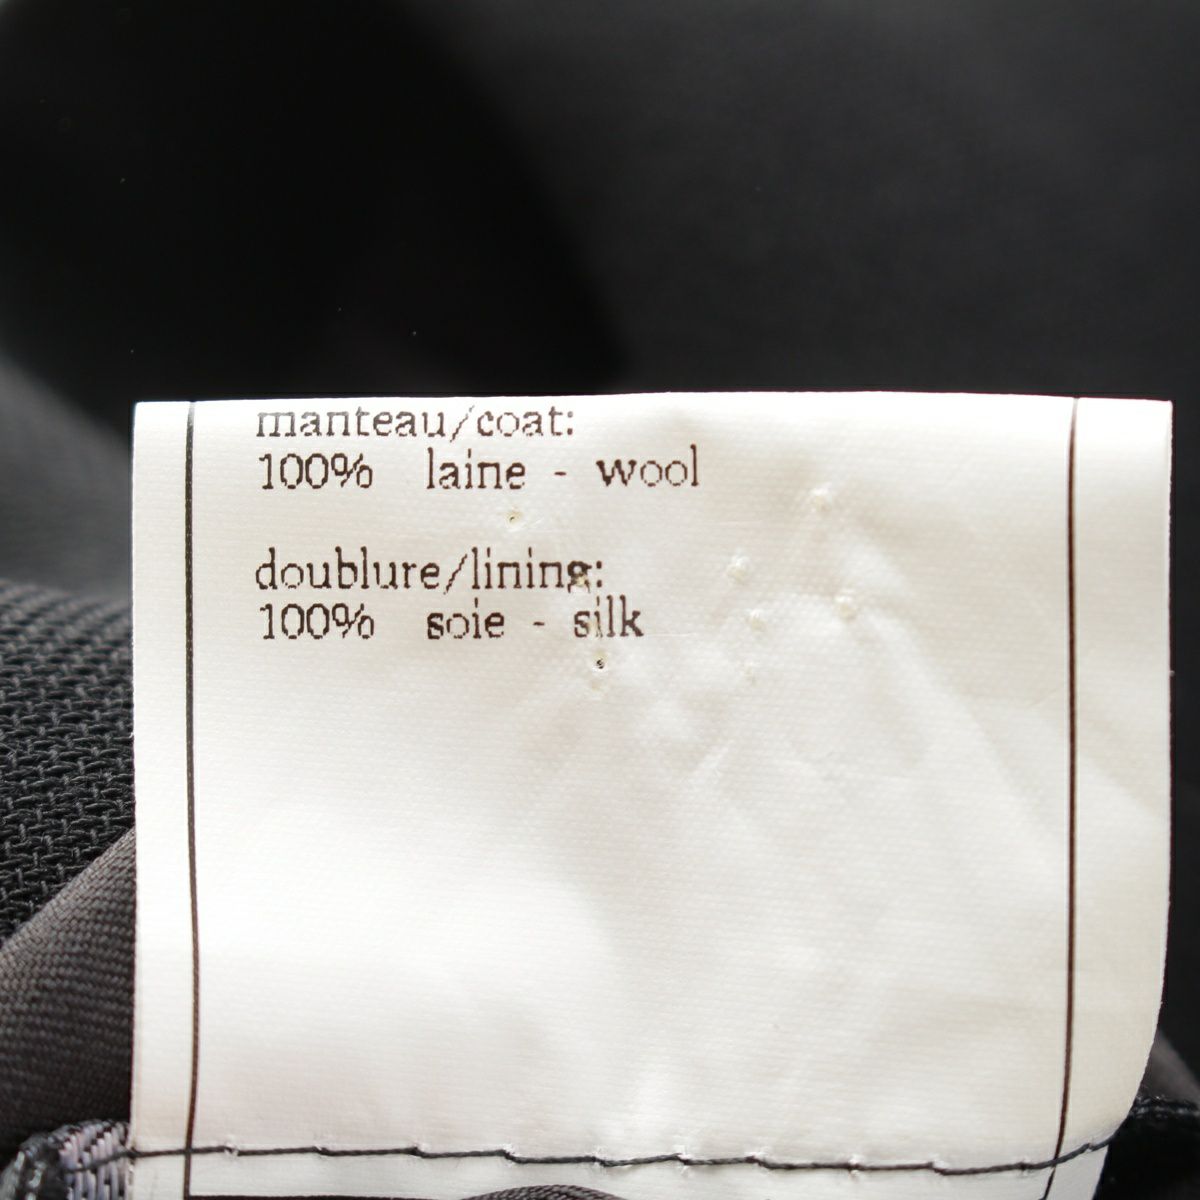 manteau/coat:
100% laine - wool
doublure/lining:
100% soie - silk